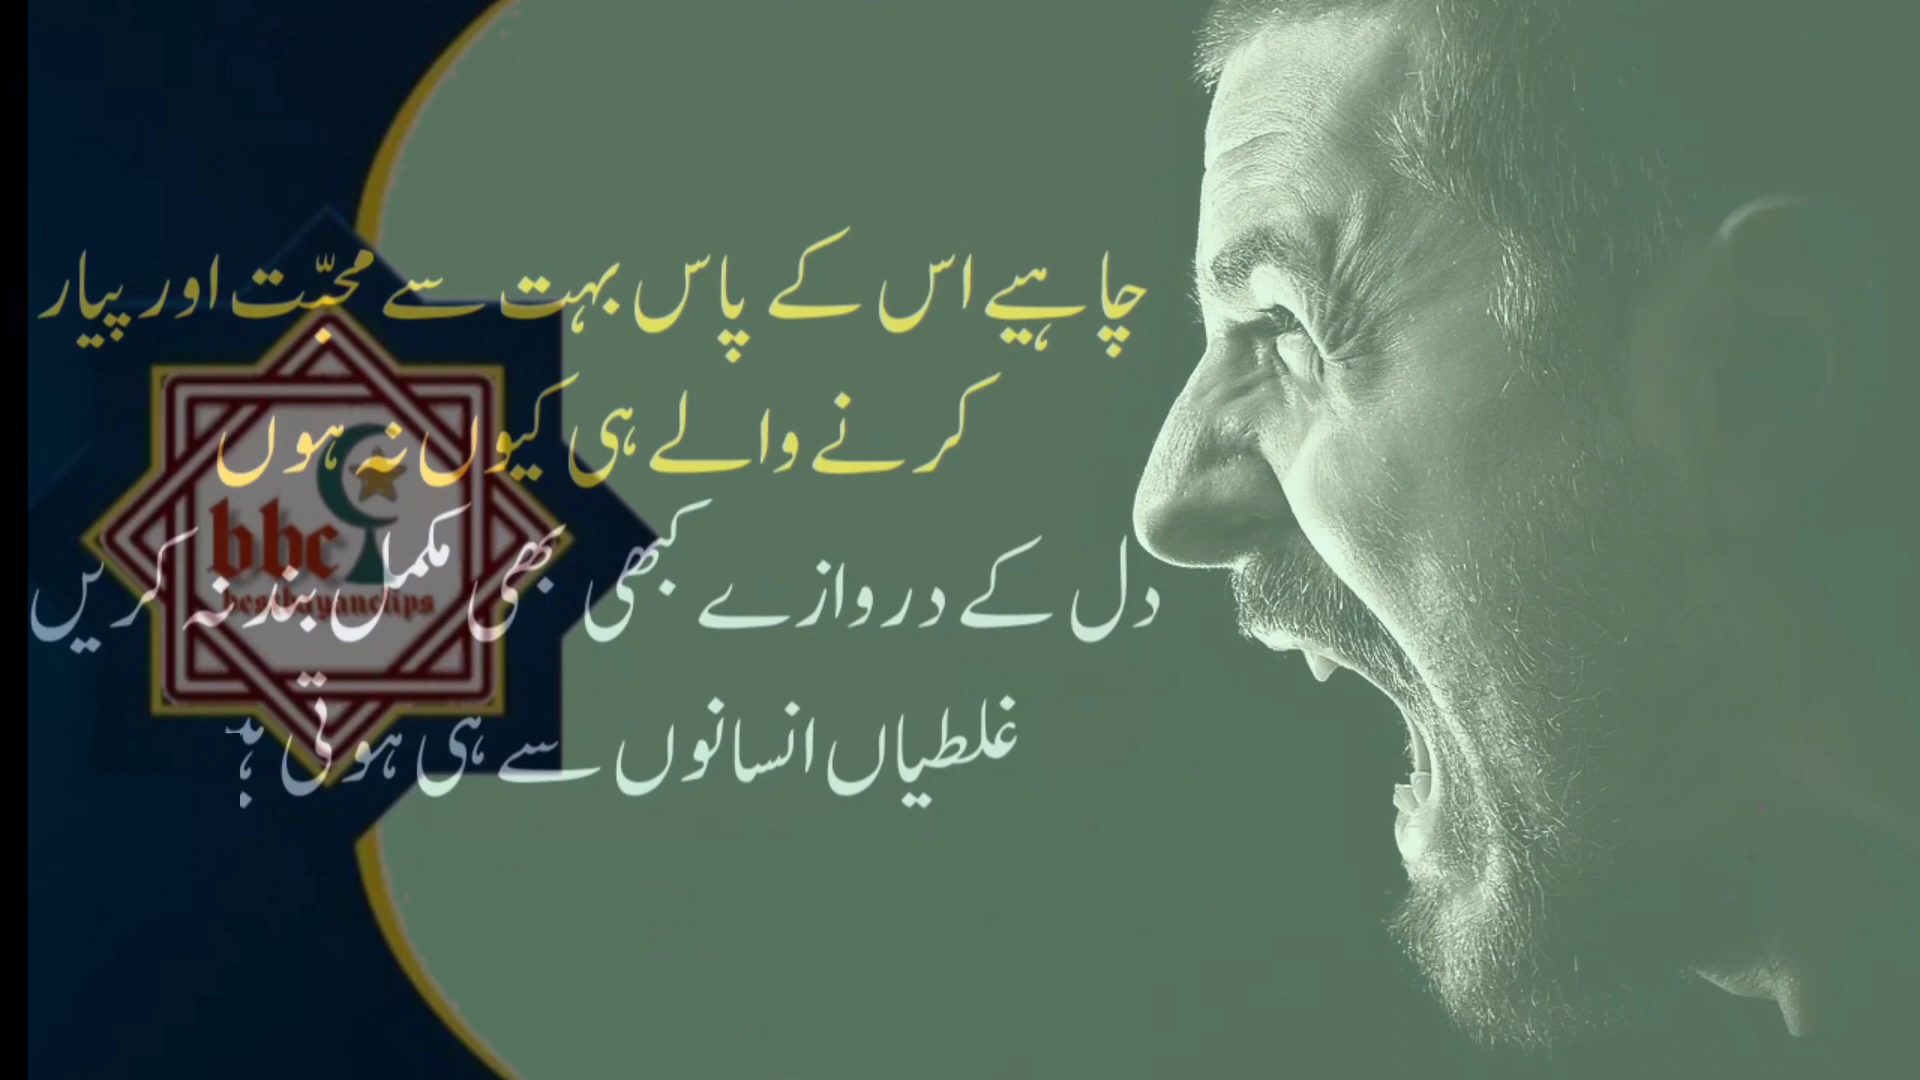 چاہیے اس کے پاس بہت سے محبّت اور پیار
کرنے والے ہی کیوں نہ ہوں
دل کے دروازے کبھی بھی مکمل بند نہ کریں
غلطیاں انسانوں سے ہی ہوتی
bbc
bestbayanclips